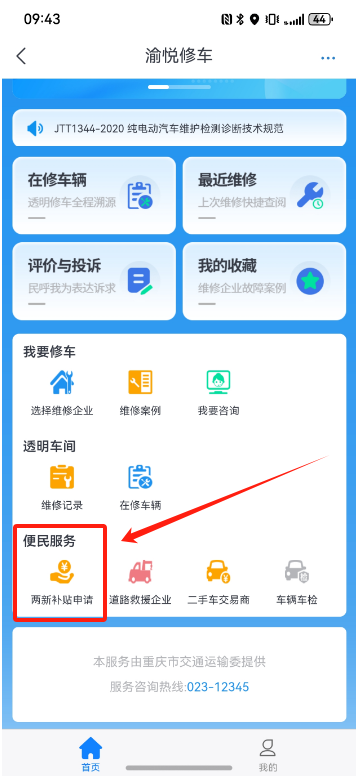 09:43
44
渝悦修车
JTT1344-2020 纯电动汽车维护检测诊断技术规范
在修车辆
透明修车全程溯源
最近维修
上次维修快捷查阅
评价与投诉
民呼我为表达诉求
我的收藏
维修企业故障案例
我要修车
选择维修企业
维修案例
我要咨询
透明车间
维修记录
在修车辆
便民服务
两新补贴申请
道路救援企业
二手车交易商
车辆车检
本服务由重庆市交通运输委提供
服务咨询热线:023-12345
首页
我的